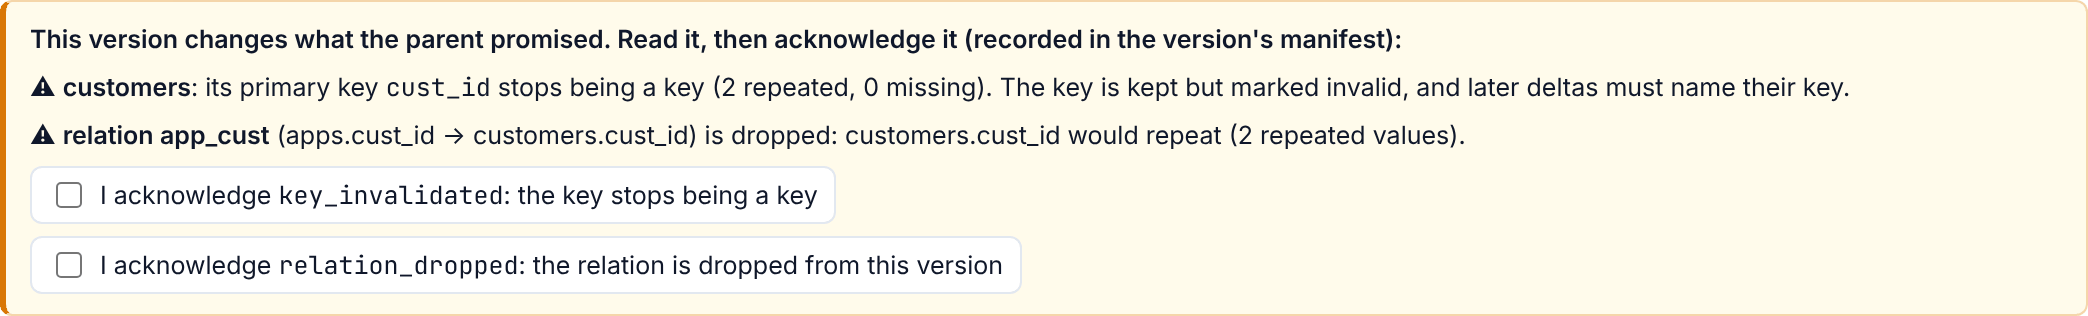 This version changes what the parent promised. Read it, then acknowledge it (recorded in the version's manifest):
⚠ customers: its primary key cust_id stops being a key (2 repeated, 0 missing). The key is kept but marked invalid, and later deltas must name their key.
⚠ relation app_cust (apps.cust_id → customers.cust_id) is dropped: customers.cust_id would repeat (2 repeated values).
I acknowledge key_invalidated: the key stops being a key
I acknowledge relation_dropped: the relation is dropped from this version